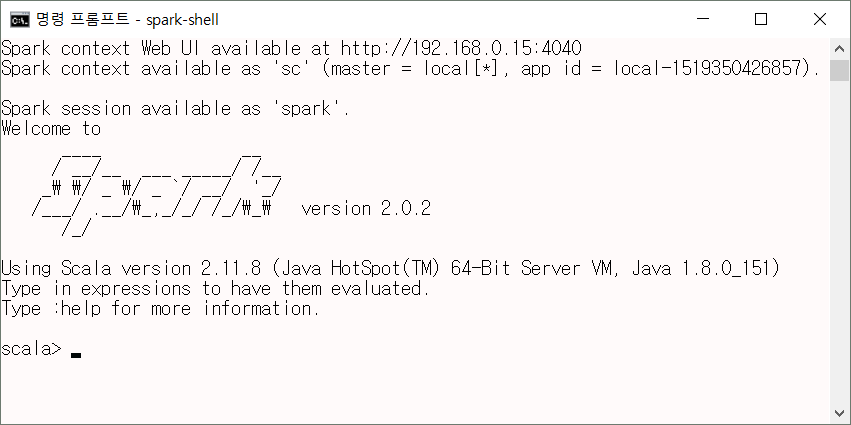 명령 프롬프트 - spark-shell
Spark context Web UI available at http://192.168.0.15:4040
Spark context available as 'sc' (master = local[*], app id = local-1519350426857).
Spark session available as 'spark'.
Welcome to
      ____              __
     / __/__  ___ _____/ /__
    _₩ ₩/ _ ₩/ _ `/ __/  '_/
   /___/ .__/₩_,_/_/ /_/₩_₩   version 2.0.2
      /_/
Using Scala version 2.11.8 (Java HotSpot(TM) 64-Bit Server VM, Java 1.8.0_151)
Type in expressions to have them evaluated.
Type :help for more information.
scala> _